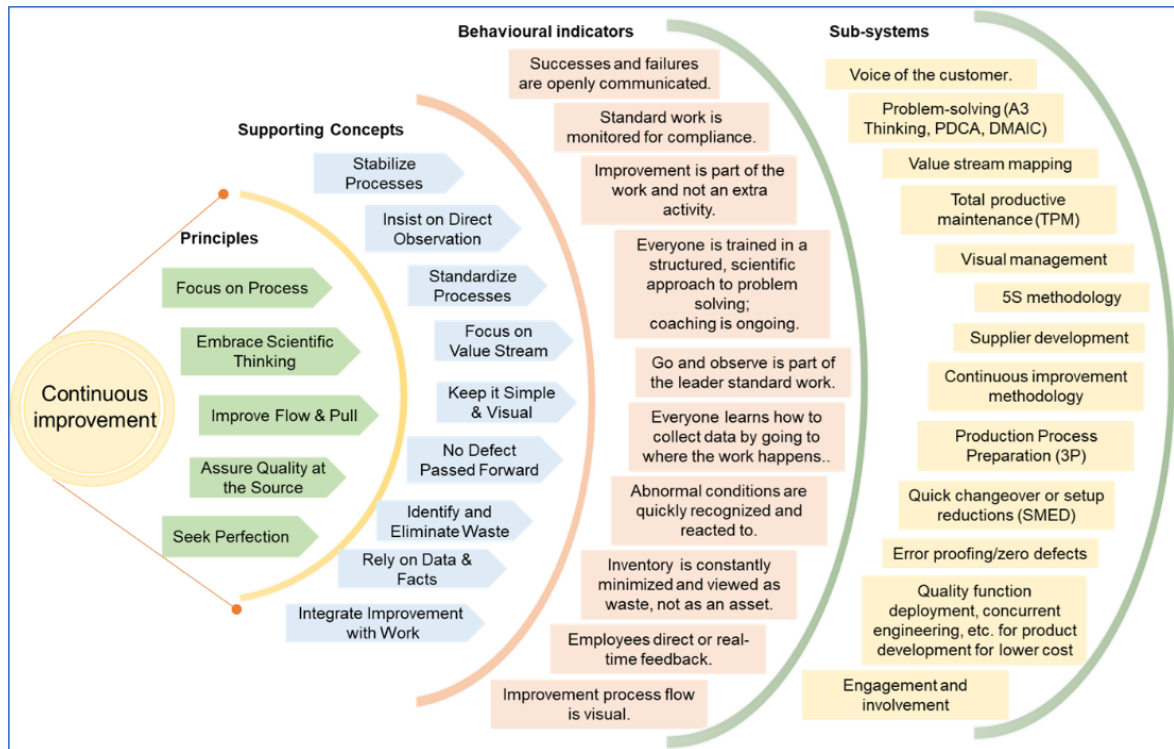 Continuous
improvement
Principles
Focus on Process
Embrace Scientific
Thinking
Improve Flow & Pull
Assure Quality at
the Source
Seek Perfection
Supporting Concepts
Stabilize
Processes
Insist on Direct
Observation
Standardize
Processes
Focus on
Value Stream
Keep it Simple
& Visual
No Defect
Passed Forward
Identify and
Eliminate Waste
Rely on Data &
Facts
Integrate Improvement
with Work
Behavioural indicators
Successes and failures
are openly communicated.
Standard work is
monitored for compliance.
Improvement is part of the
work and not an extra
activity.
Everyone is trained in a
structured, scientific
approach to problem
solving;
coaching is ongoing.
Go and observe is part of
the leader standard work.
Everyone learns how to
collect data by going to
where the work happens..
Abnormal conditions are
quickly recognized and
reacted to.
Inventory is constantly
minimized and viewed as
waste, not as an asset.
Employees direct or real-
time feedback.
Improvement process flow
is visual.
Sub-systems
Voice of the customer.
Problem-solving (A3
Thinking, PDCA, DMAIC)
Value stream mapping
Total productive
maintenance (TPM)
Visual management
5S methodology
Supplier development
Continuous improvement
methodology
Production Process
Preparation (3P)
Quick changeover or setup
reductions (SMED)
Error proofing/zero defects
Quality function
deployment, concurrent
engineering, etc. for product
development for lower cost
Engagement and
involvement